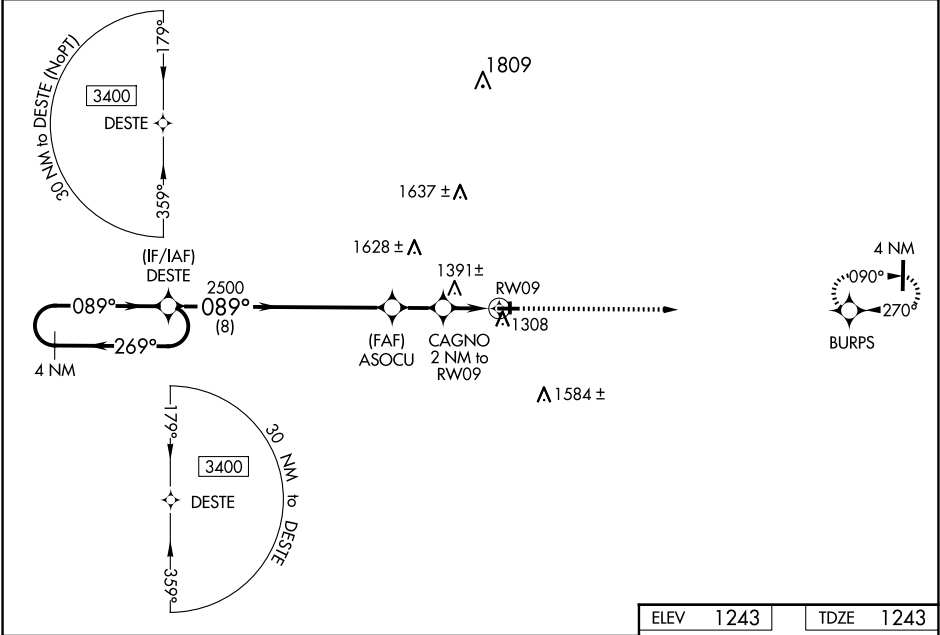 30 NM to DESTE (NoPT)
179°
3400
DESTE
359°
1809
1637 ±
1628 ±
1391±
RW09
1308
1584 ±
(IF/IAF)
DESTE
089°
269°
4 NM
2500
089°
(8)
(FAF)
ASOCU
CAGNO
2 NM to
RW09
4 NM
090°
270°
BURPS
179°
3400
DESTE
359°
30 NM to DESTE
ELEV 1243
TDZE 1243